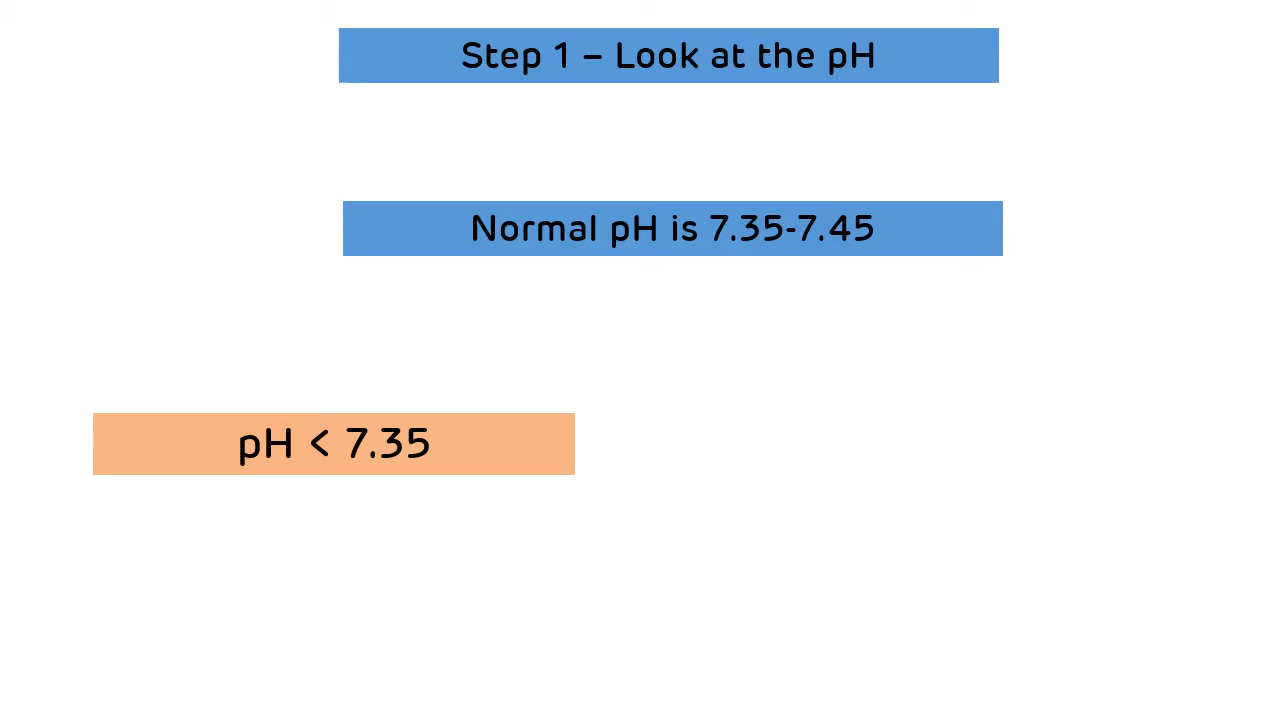 Step 1 – Look at the pH
Normal pH is 7.35-7.45
pH < 7.35